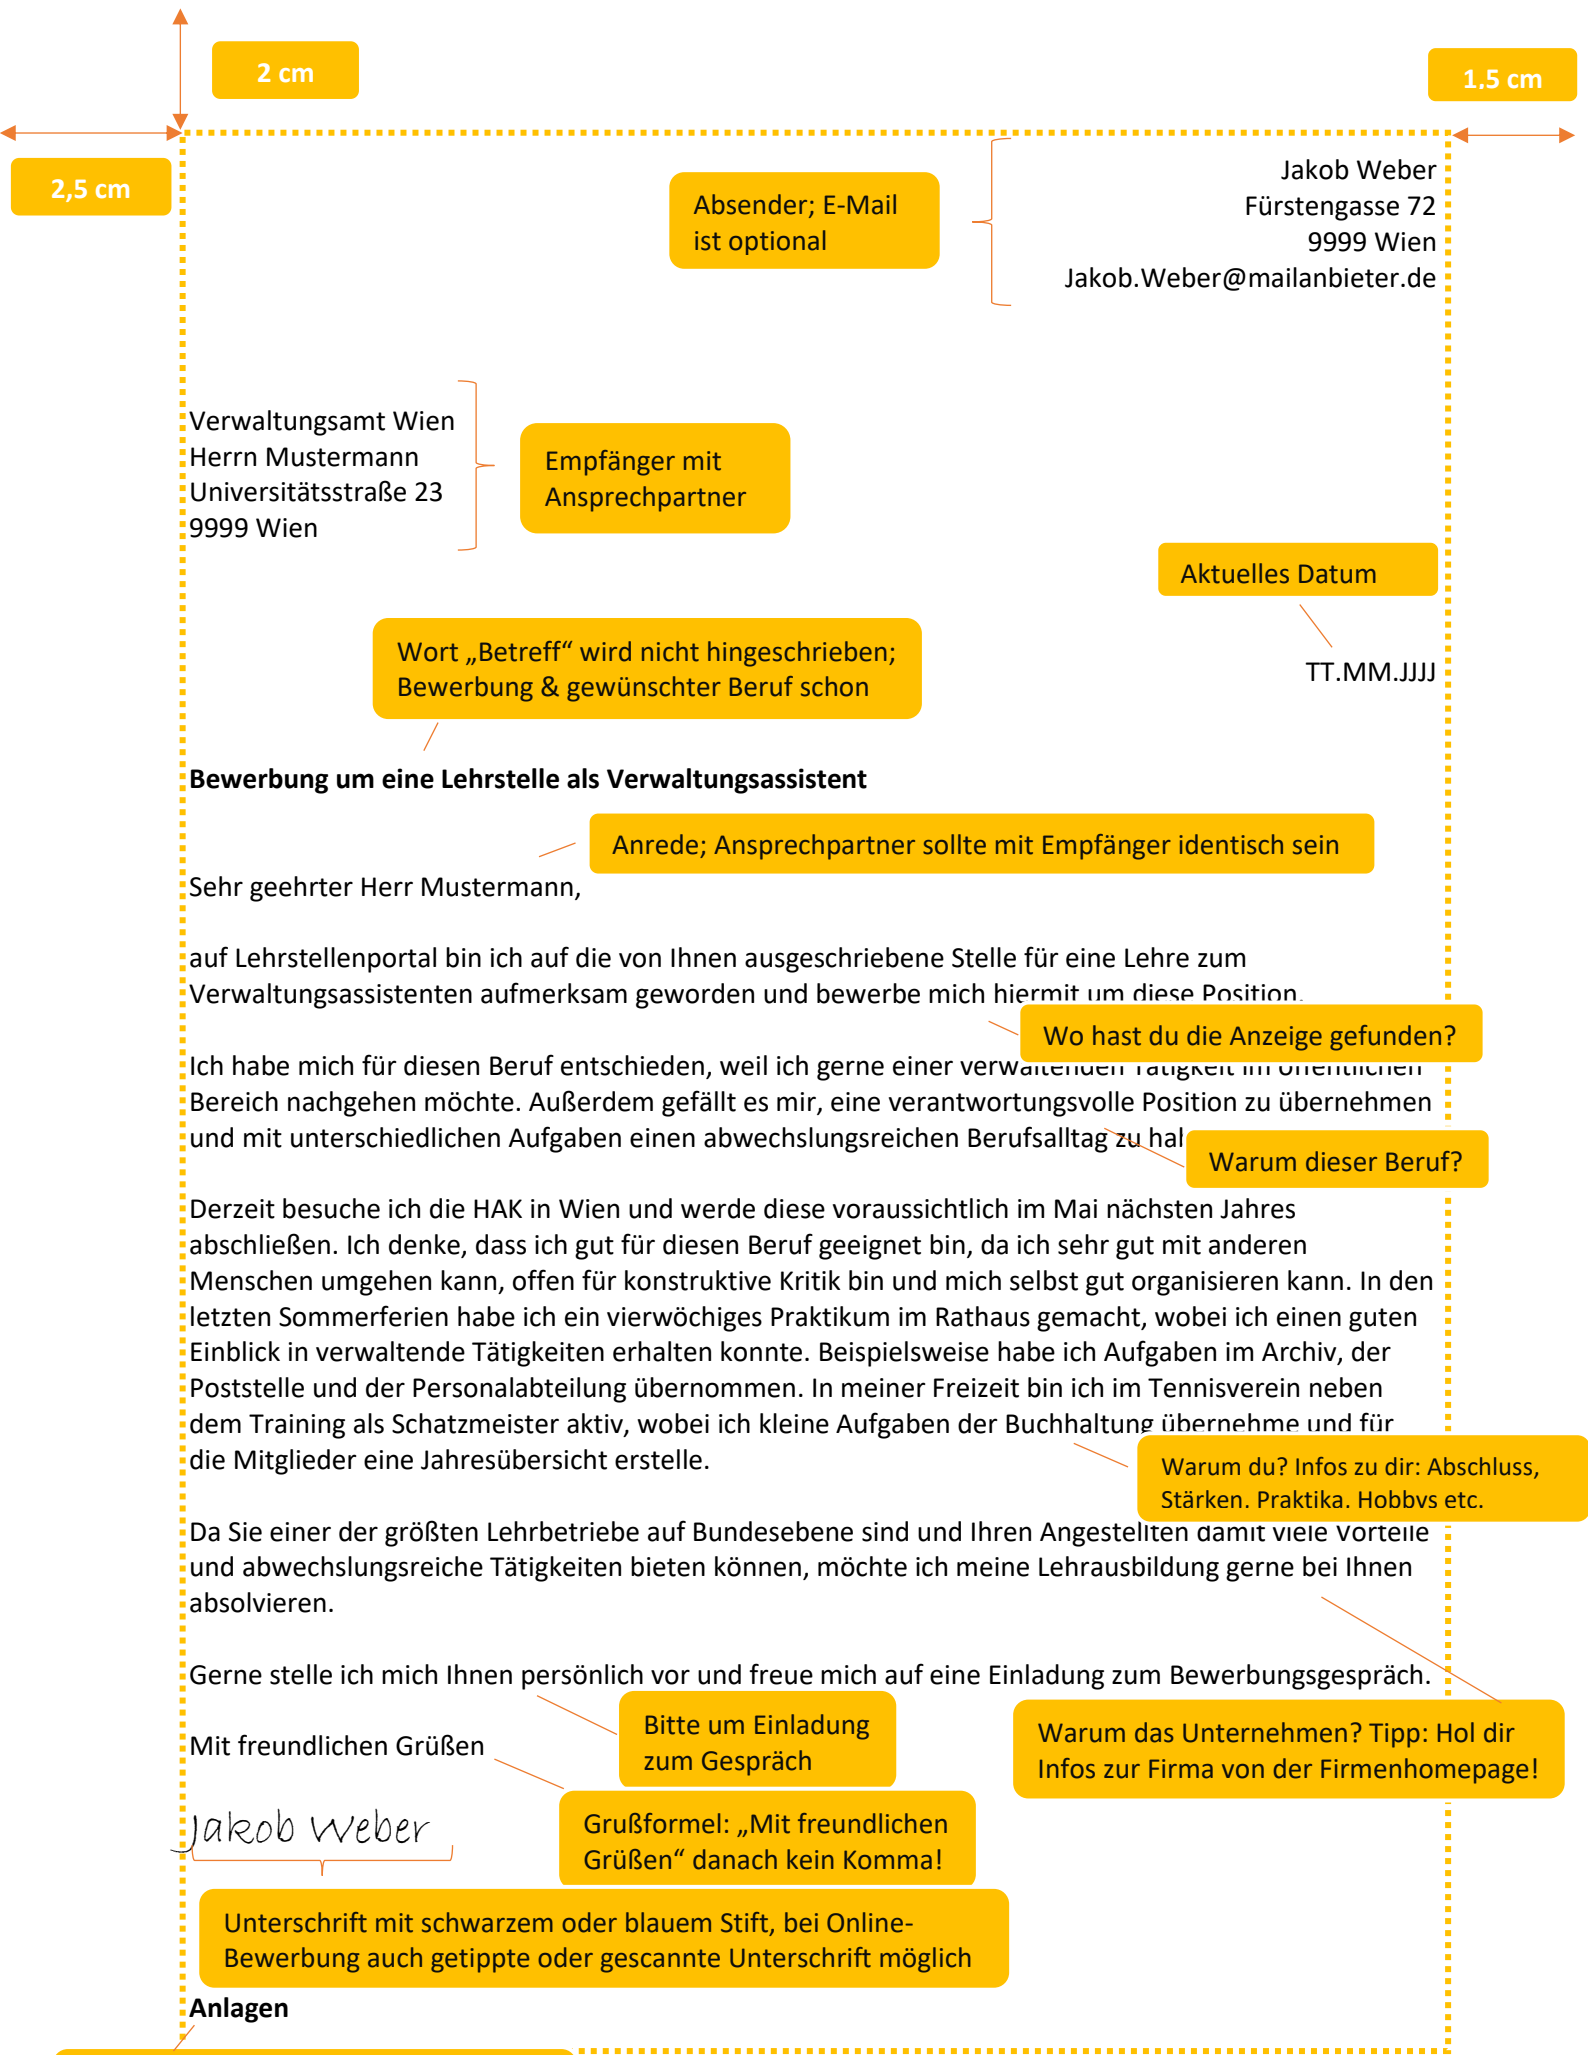 2 cm
1,5 cm
2,5 cm
Absender; E-Mail
ist optional
Jakob Weber
Fürstengasse 72
9999 Wien
Jakob.Weber@mailanbieter.de
Verwaltungsamt Wien
Herrn Mustermann
Universitätsstraße 23
9999 Wien
Empfänger mit
Ansprechpartner
Aktuelles Datum
TT.MM.JJJJ
Wort „Betreff“ wird nicht hingeschrieben;
Bewerbung & gewünschter Beruf schon
Bewerbung um eine Lehrstelle als Verwaltungsassistent
Anrede; Ansprechpartner sollte mit Empfänger identisch sein
Sehr geehrter Herr Mustermann,
auf Lehrstellenportal bin ich auf die von Ihnen ausgeschriebene Stelle für eine Lehre zum
Verwaltungsassistenten aufmerksam geworden und bewerbe mich hiermit um diese Position.
Wo hast du die Anzeige gefunden?
Ich habe mich für diesen Beruf entschieden, weil ich gerne einer verwaltenden Tätigkeit im öffentlichen
Bereich nachgehen möchte. Außerdem gefällt es mir, eine verantwortungsvolle Position zu übernehmen
und mit unterschiedlichen Aufgaben einen abwechslungsreichen Berufsalltag zu
Warum dieser Beruf?
Derzeit besuche ich die HAK in Wien und werde diese voraussichtlich im Mai nächsten Jahres
abschließen. Ich denke, dass ich gut für diesen Beruf geeignet bin, da ich sehr gut mit anderen
Menschen umgehen kann, offen für konstruktive Kritik bin und mich selbst gut organisieren kann. In den
letzten Sommerferien habe ich ein vierwöchiges Praktikum im Rathaus gemacht, wobei ich einen guten
Einblick in verwaltende Tätigkeiten erhalten konnte. Beispielsweise habe ich Aufgaben im Archiv, der
Poststelle und der Personalabteilung übernommen. In meiner Freizeit bin ich im Tennisverein neben
dem Training als Schatzmeister aktiv, wobei ich kleine Aufgaben der Buchhaltung übernehme und für
die Mitglieder eine Jahresübersicht erstelle.
Warum du? Infos zu dir: Abschluss,
Stärken, Praktika, Hobbys etc.
Da Sie einer der größten Lehrbetriebe auf Bundesebene sind und Ihren Angestellten damit viele Vorteile
und abwechslungsreiche Tätigkeiten bieten können, möchte ich meine Lehrausbildung gerne bei Ihnen
absolvieren.
Gerne stelle ich mich Ihnen persönlich vor und freue mich auf eine Einladung zum Bewerbungsgespräch.
Bitte um Einladung
zum Gespräch
Warum das Unternehmen? Tipp: Hol dir
Infos zur Firma von der Firmenhomepage!
Mit freundlichen Grüßen
Grußformel: „Mit freundlichen
Grüßen“ danach kein Komma!
Jakob Weber
Unterschrift mit schwarzem oder blauem Stift, bei Online-
Bewerbung auch getippte oder gescannte Unterschrift möglich
Anlagen